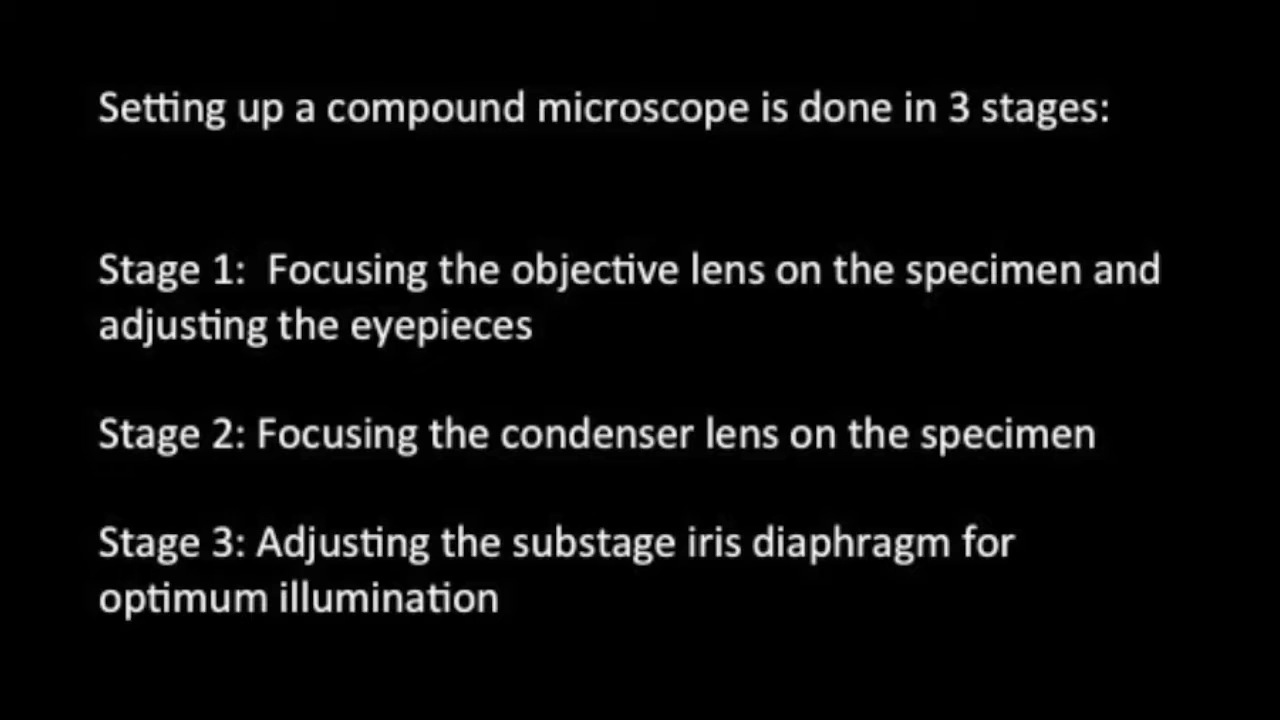 Setting up a compound microscope is done in 3 stages:
Stage 1:  Focusing the objective lens on the specimen and
adjusting the eyepieces
Stage 2: Focusing the condenser lens on the specimen
Stage 3: Adjusting the substage iris diaphragm for
optimum illumination